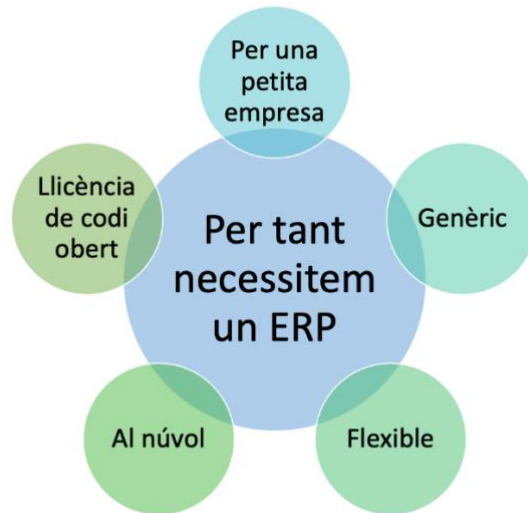 Per una
petita
empresa
Llicència
de codi
obert
Genèric
Per tant
necessitem
un ERP
Al núvol
Flexible